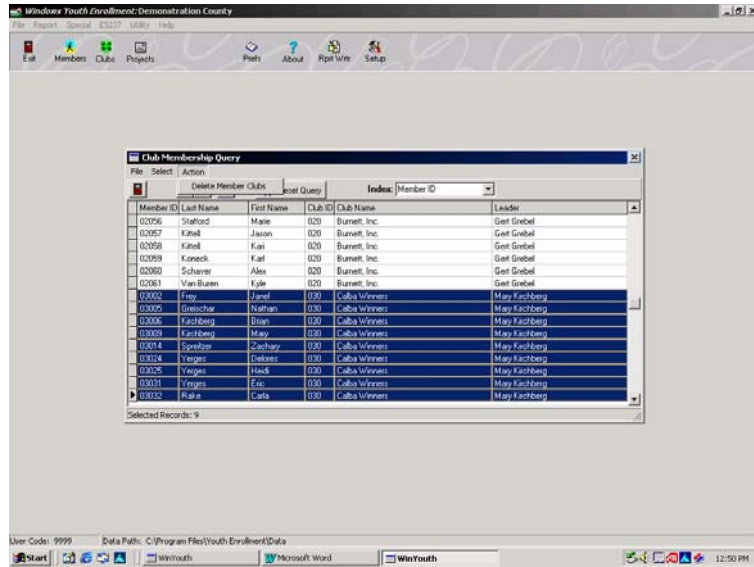 Windows Youth Enrollment: Demonstration County
File Report Special ES237 Utility Help
Exit Members Clubs Projects Prefs About Rprt Wrtr Setup
Club Membership Query
File Select Action
Delete Member Clubs
eset Query Index: Member ID
Member ID Last Name First Name Club ID Club Name Leader
02056 Stafford Marie 020 Burnett, Inc. Gert Grebel
02057 Kittell Jason 020 Burnett, Inc. Gert Grebel
02058 Kittell Kari 020 Burnett, Inc. Gert Grebel
02059 Koneck Karl 020 Burnett, Inc. Gert Grebel
02060 Schaver Alex 020 Burnett, Inc. Gert Grebel
02061 Van Buren Kyle 020 Burnett, Inc. Gert Grebel
03002 Frey Janel 030 Calba Winners Mary Kirchberg
03005 Greischar Nathan 030 Calba Winners Mary Kirchberg
03006 Kirchberg Brian 030 Calba Winners Mary Kirchberg
03009 Kirchberg Mary 030 Calba Winners Mary Kirchberg
03014 Spreitzer Zachary 030 Calba Winners Mary Kirchberg
03024 Yerges Delores 030 Calba Winners Mary Kirchberg
03025 Yerges Heidi 030 Calba Winners Mary Kirchberg
03031 Yerges Eric 030 Calba Winners Mary Kirchberg
03032 Rake Carla 030 Calba Winners Mary Kirchberg
Selected Records: 9
User Code: 9999 Data Path: C:\Program Files\Youth Enrollment\Data
Start WinYouth Microsoft Word WinYouth 12:50 PM